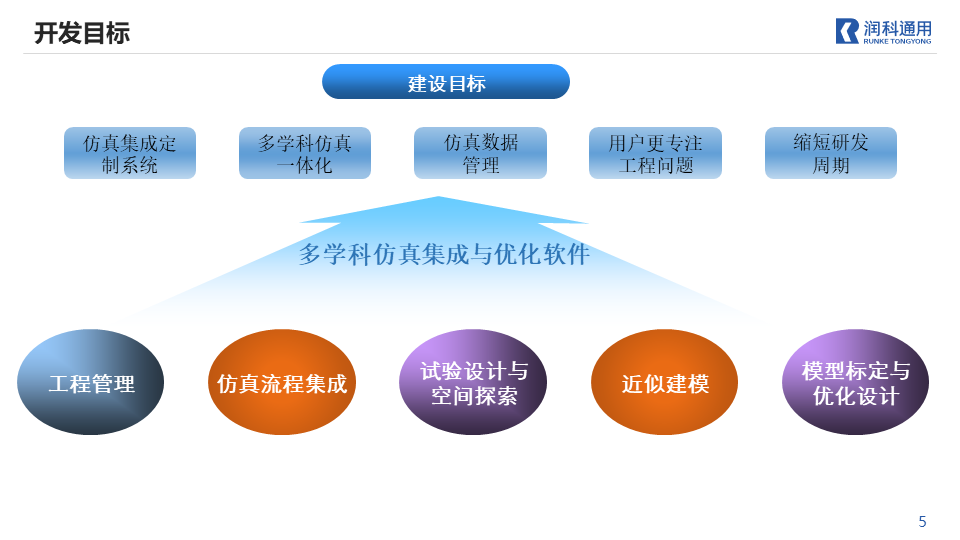 开发目标
润科通用
RUNKE TONGYONG
建设目标
仿真集成定
制系统
多学科仿真
一体化
仿真数据
管理
用户更专注
工程问题
缩短研发
周期
多学科仿真集成与优化软件
工程管理
仿真流程集成
试验设计与
空间探索
近似建模
模型标定与
优化设计
5